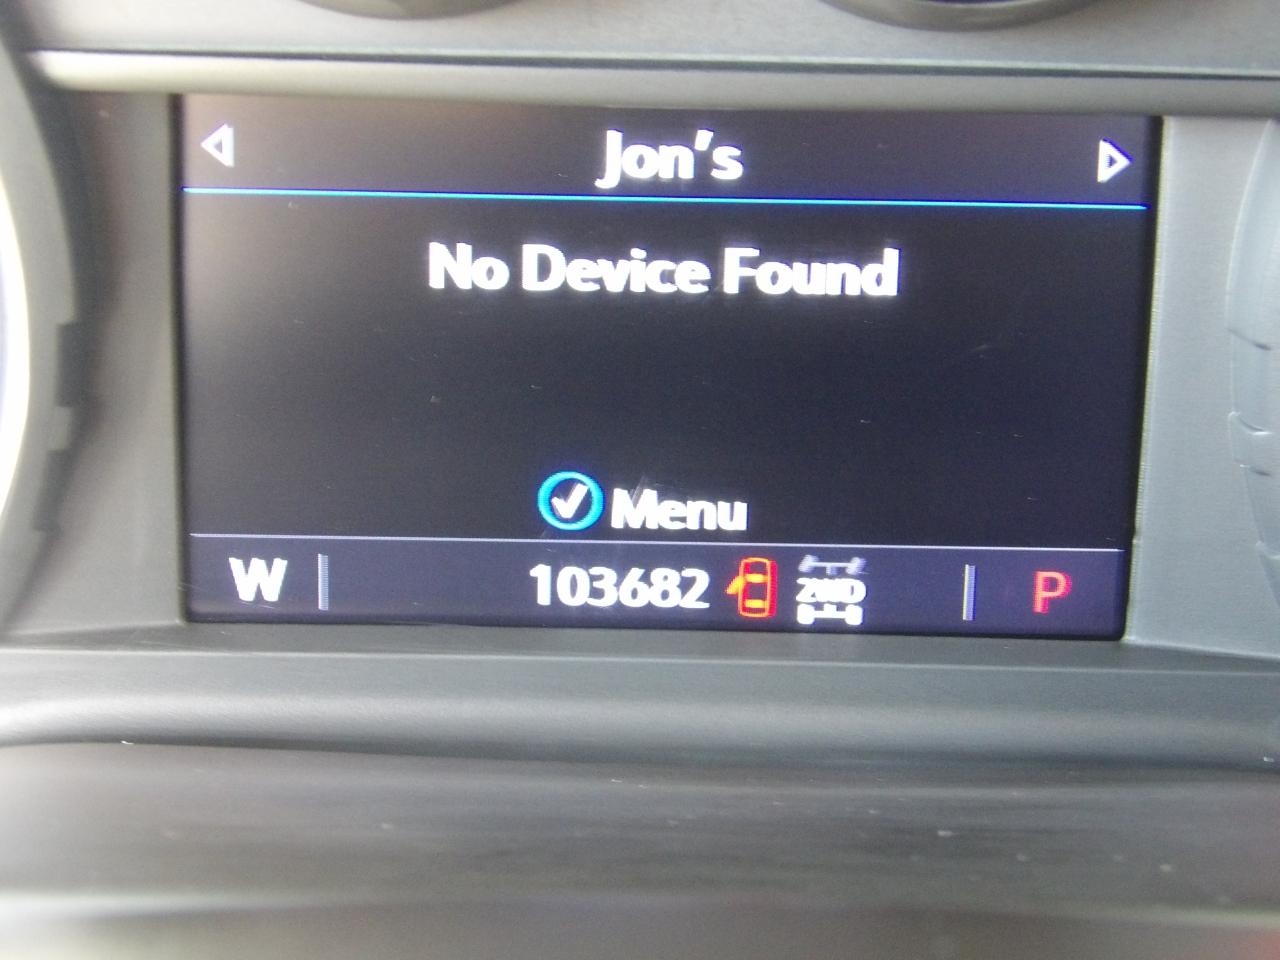 Jon's
No Device Found
Menu
W 103682 2WD P